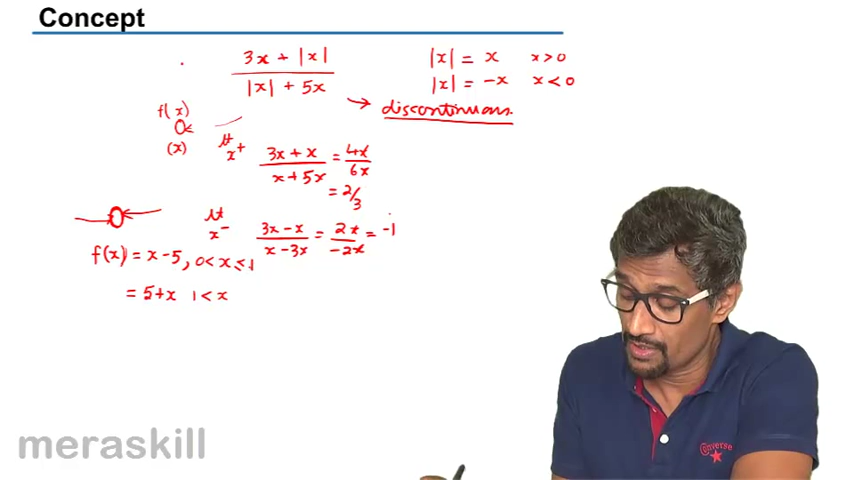 Concept
3x + |x|
|x| + 5x
|x| = x x>0
|x| = -x x<0
discontinuous.
f(x)
(x)
lt x⁺ 3x + x / x + 5x = 4x / 6x
= 2/3
lt x⁻ 3x - x / x - 3x = 2x / -2x = -1
f(x) = x - 5, 0 < x ≤ 1
= 5+x 1 < x
Converse
meraskill